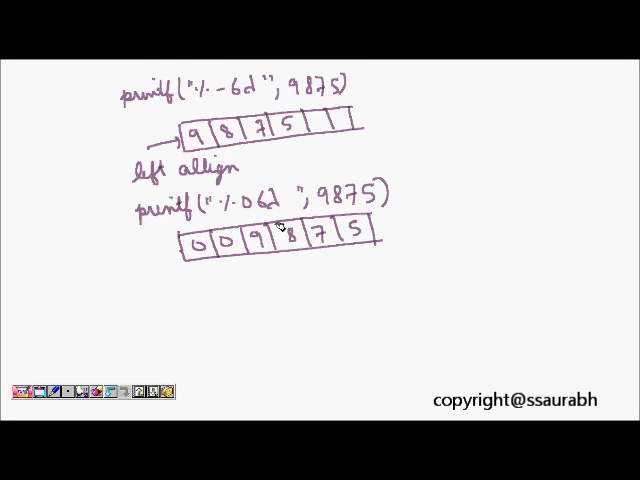 printf("%-6d", 9875)
9 8 7 5
left allign
printf("%06d ", 9875)
0 0 9 8 7 5
copyright@ssaurabh